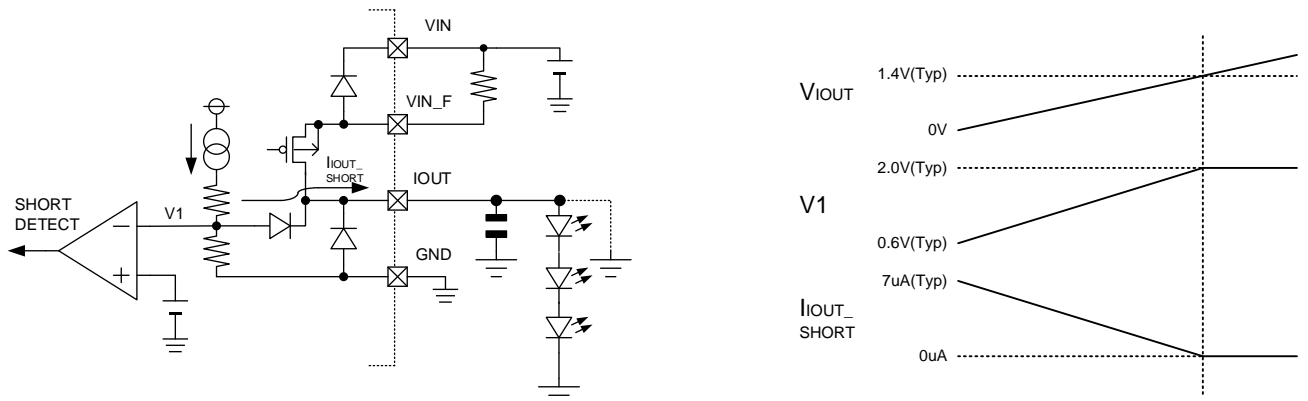 VIN
VIN_F
IIOUT_
SHORT
IOUT
SHORT
DETECT
V1
−
+
GND
VIOUT
1.4V(Typ)
0V
2.0V(Typ)
V1
0.6V(Typ)
7uA(Typ)
IIOUT_
SHORT
0uA